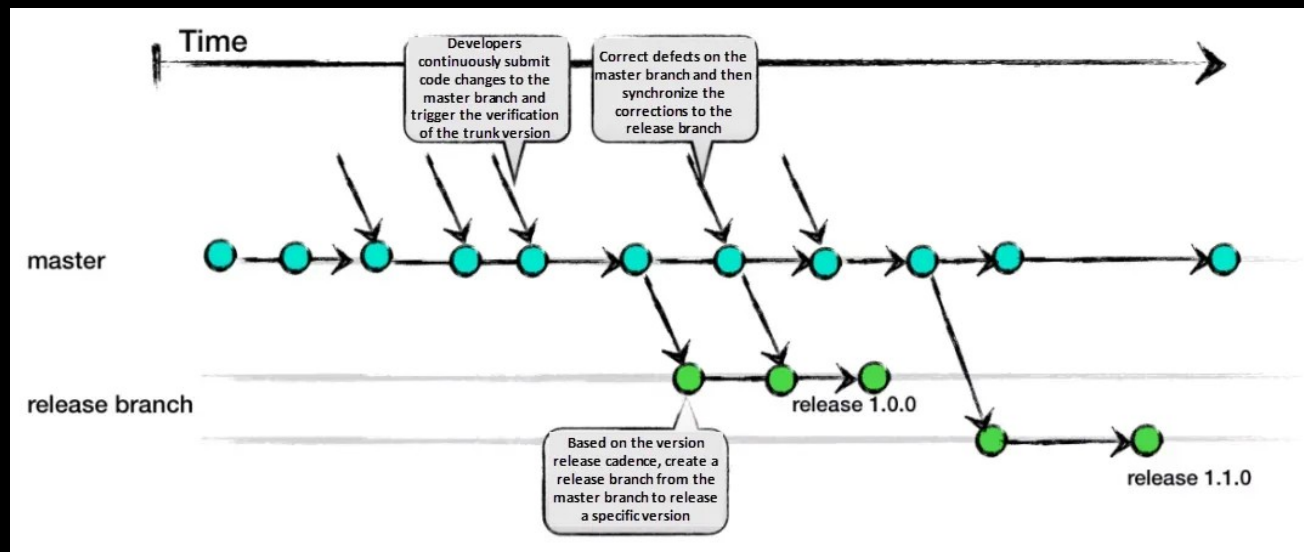 Time
Developers
continuously submit
code changes to the
master branch and
trigger the verification
of the trunk version
Correct defects on the
master branch and then
synchronize the
corrections to the
release branch
master
release branch
release 1.0.0
Based on the version
release cadence, create a
release branch from the
master branch to release
a specific version
release 1.1.0